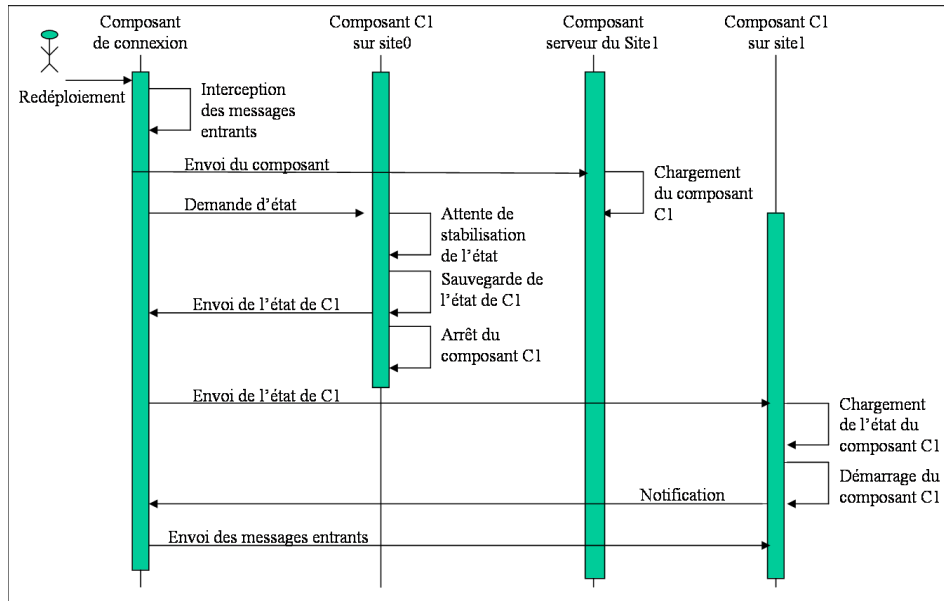 Composant
de connexion
Composant C1
sur site0
Composant
serveur du Site1
Composant C1
sur site1
Redéploiement
Interception
des messages
entrants
Envoi du composant
Chargement
du composant
C1
Demande d'état
Attente de
stabilisation
de l'état
Sauvegarde de
l'état de C1
Envoi de l'état de C1
Arrêt du
composant C1
Envoi de l'état de C1
Chargement
de l'état du
composant C1
Démarrage du
composant C1
Notification
Envoi des messages entrants